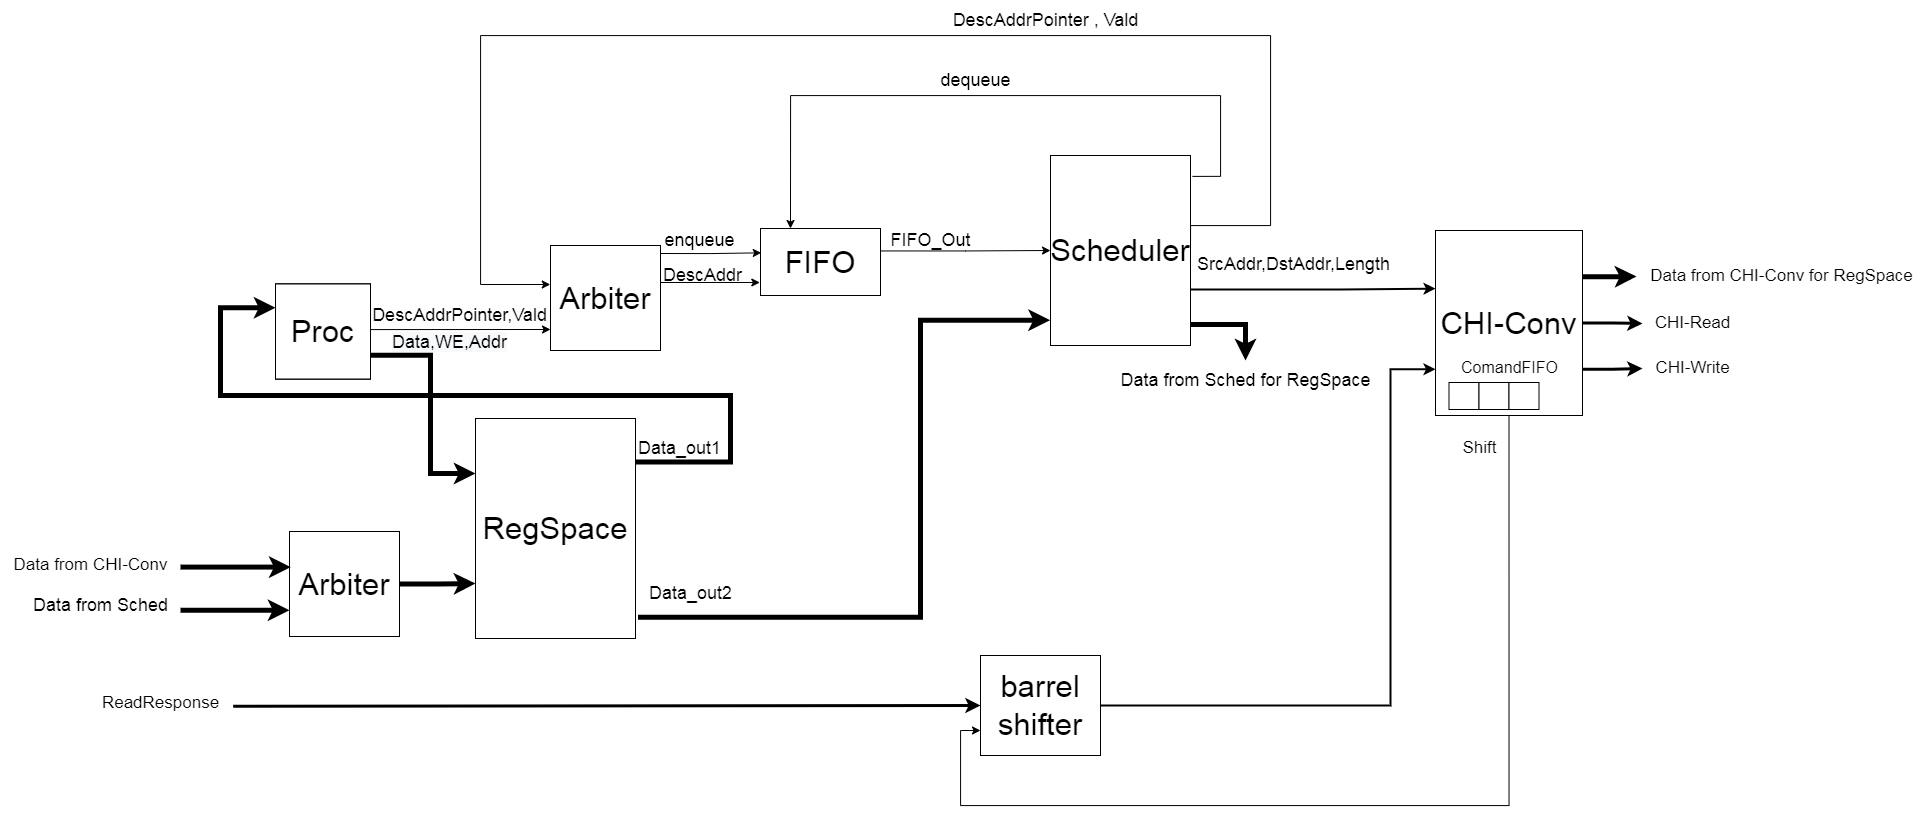 DescAddrPointer , Vald
dequeue
enqueue
FIFO_Out
FIFO
Scheduler
DescAddr
SrcAddr,DstAddr,Length
Data from CHI-Conv for RegSpace
Arbiter
DescAddrPointer,Vald
Proc
CHI-Conv
CHI-Read
Data,WE,Addr
ComandFIFO
CHI-Write
Data from Sched for RegSpace
Data_out1
Shift
RegSpace
Data from CHI-Conv
Arbiter
Data from Sched
Data_out2
barrel
shifter
ReadResponse